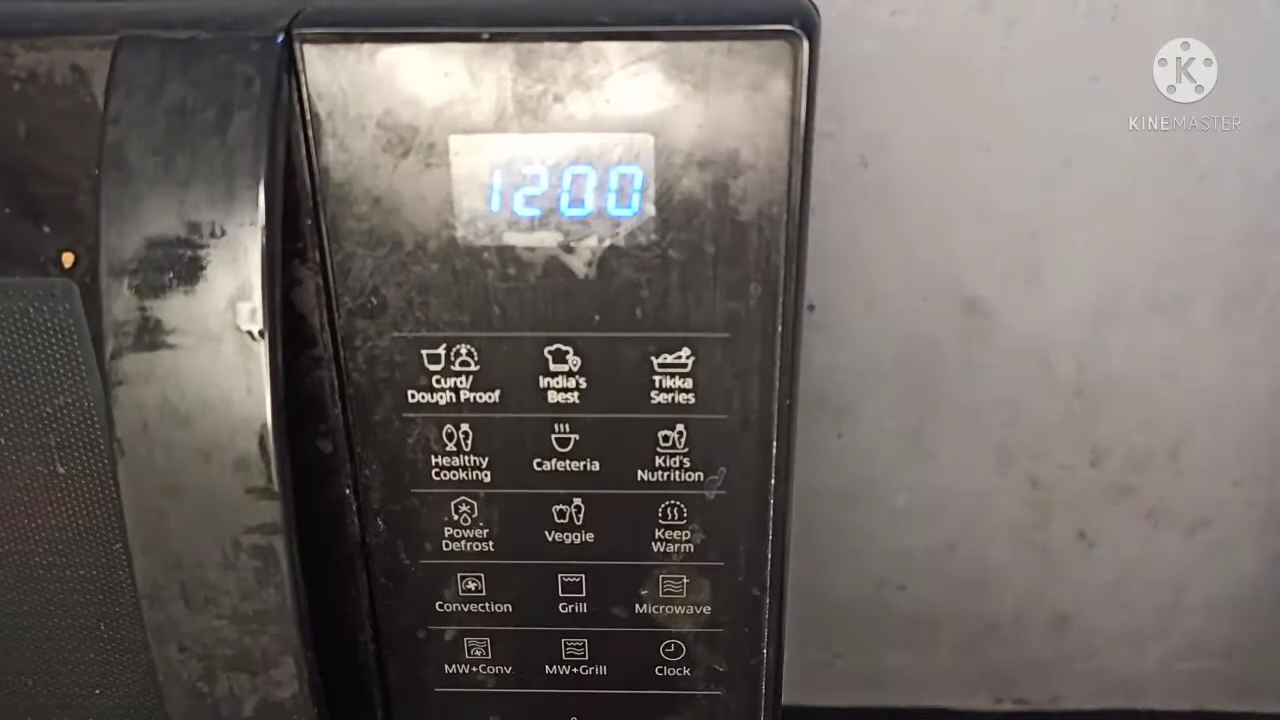 K
KINEMASTER
1200
Curd/
Dough Proof
India's
Best
Tikka
Series
Healthy
Cooking
Cafeteria
Kid's
Nutrition
Power
Defrost
Veggie
Keep
Warm
Convection
Grill
Microwave
MW+Conv.
MW+Grill
Clock